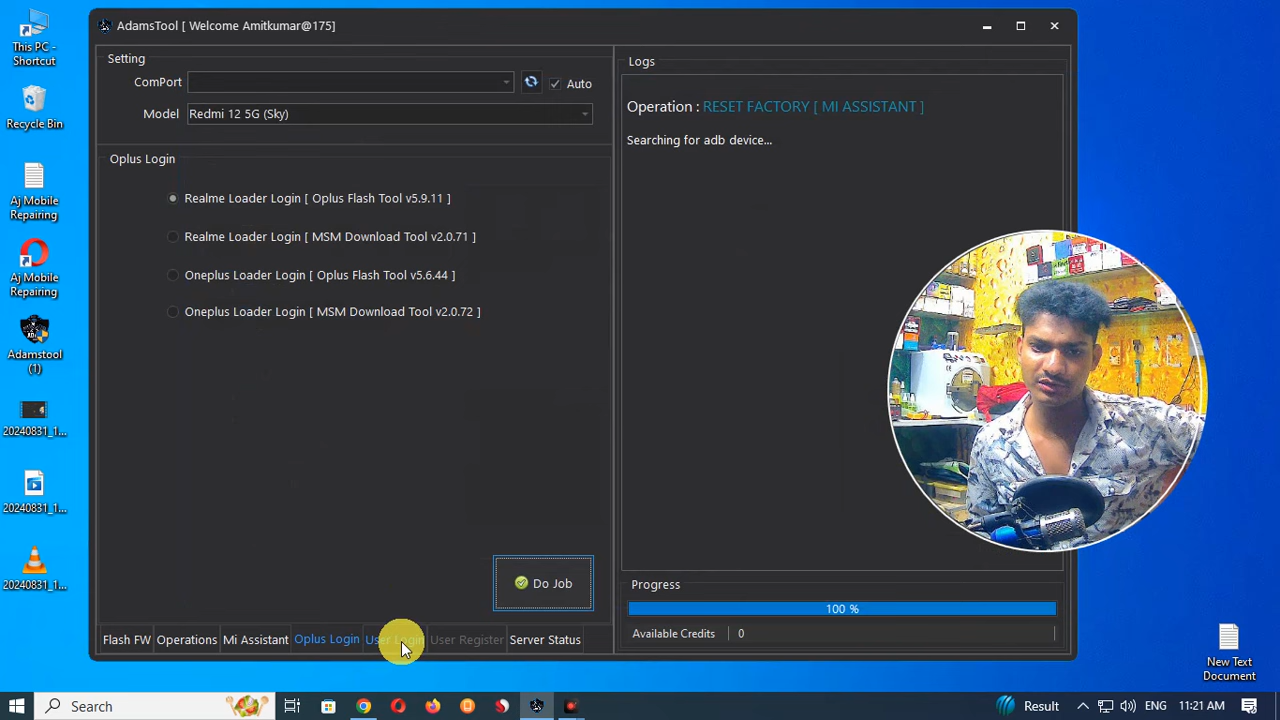 This PC -
Shortcut
Recycle Bin
Aj Mobile
Repairing
Aj Mobile
Repairing
Adamstool
(1)
20240831_1...
20240831_1...
20240831_1...
AdamsTool [ Welcome Amitkumar@175]
Setting
ComPort
Auto
Model
Redmi 12 5G (Sky)
Oplus Login
Realme Loader Login [ Oplus Flash Tool v5.9.11 ]
Realme Loader Login [ MSM Download Tool v2.0.71 ]
Oneplus Loader Login [ Oplus Flash Tool v5.6.44 ]
Oneplus Loader Login [ MSM Download Tool v2.0.72 ]
Do Job
Flash FW Operations Mi Assistant Oplus Login User Login User Register Server Status
Logs
Operation : RESET FACTORY [ MI ASSISTANT ]
Searching for adb device...
Progress
100 %
Available Credits 0
New Text
Document
Search
Result
ENG
11:21 AM